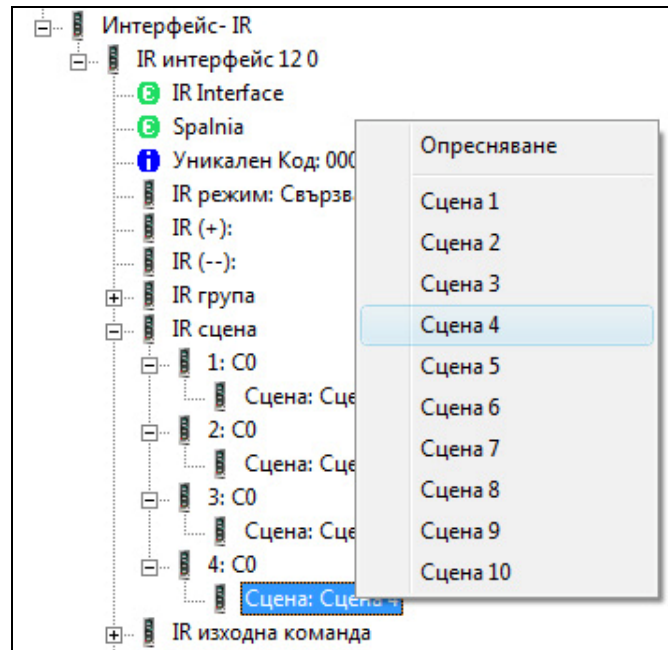 Интерфейс- IR
IR интерфейс 12 0
IR Interface
Spalnia
Уникален Код: 000
IR режим: Свързв
IR (+):
IR (--):
IR група
IR сцена
1: C0
Сцена: Сце
2: C0
Сцена: Сце
3: C0
Сцена: Сце
4: C0
Сцена: Сцена 4
IR изходна команда
Опресняване
Сцена 1
Сцена 2
Сцена 3
Сцена 4
Сцена 5
Сцена 6
Сцена 7
Сцена 8
Сцена 9
Сцена 10